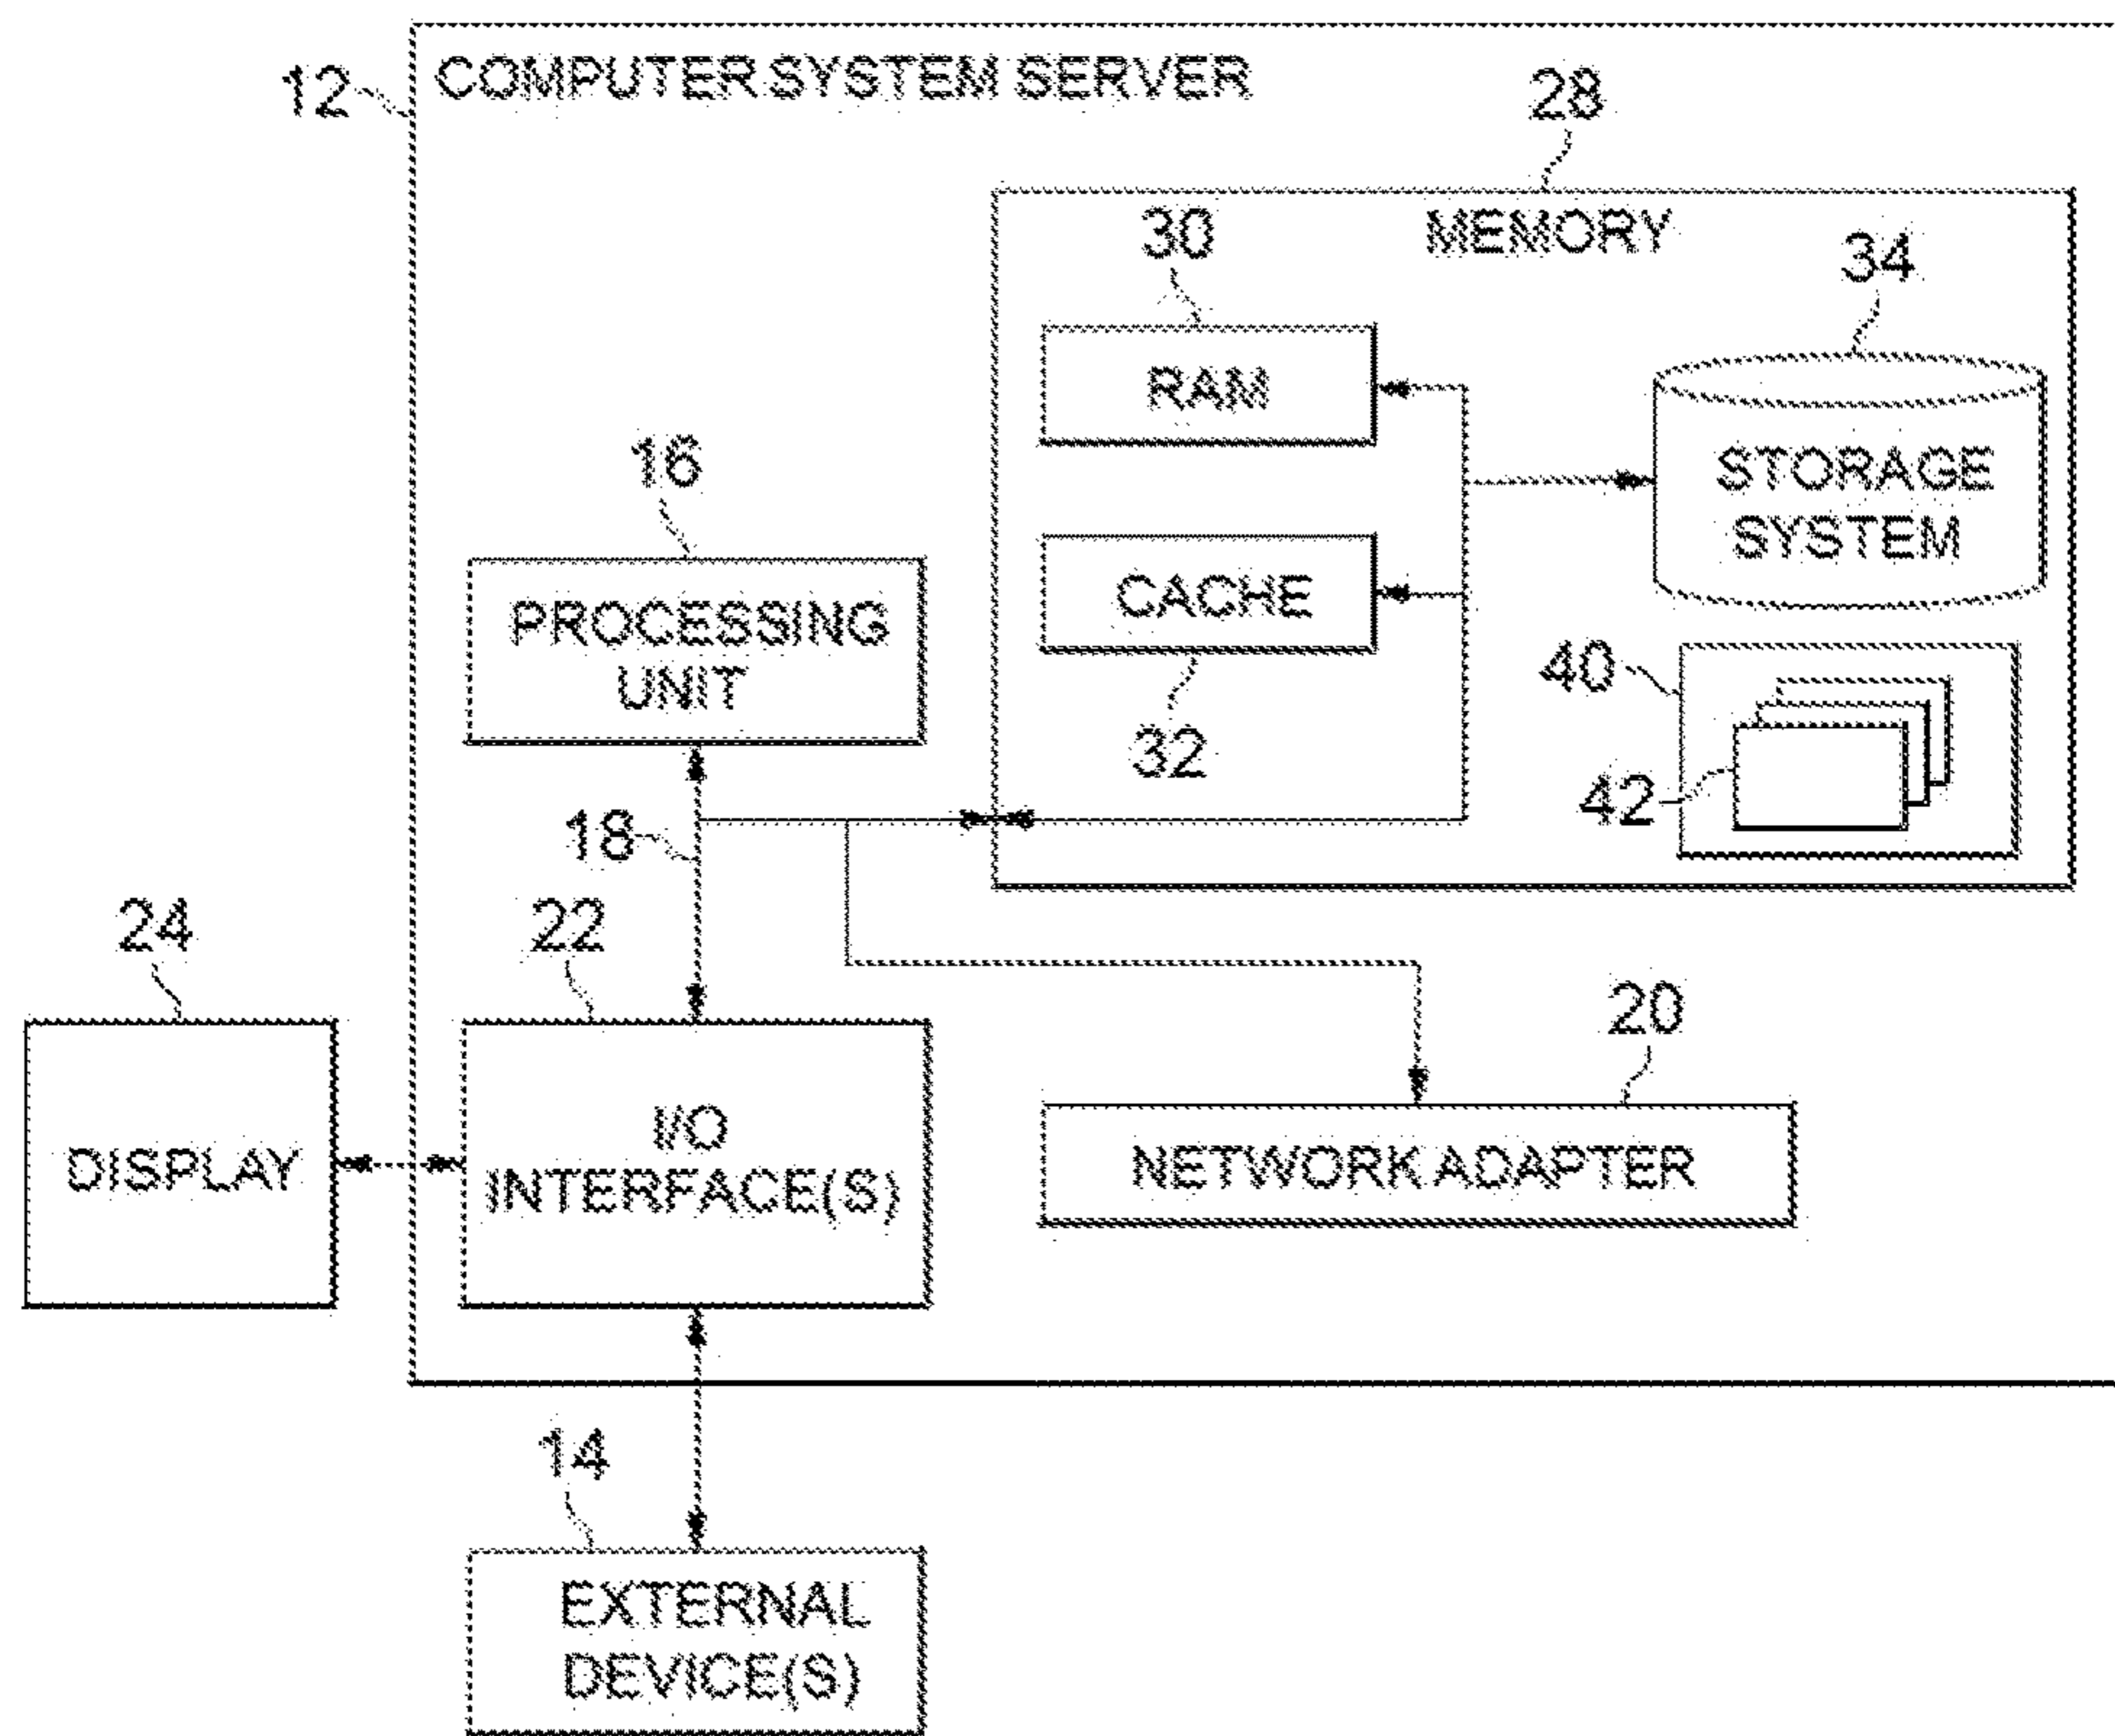 12
COMPUTER SYSTEM SERVER
28
MEMORY
30
34
RAM
STORAGE
SYSTEM
16
PROCESSING
UNIT
CACHE
32
40
42
18
24
22
20
DISPLAY
I/O
INTERFACE(S)
NETWORK ADAPTER
14
EXTERNAL
DEVICE(S)